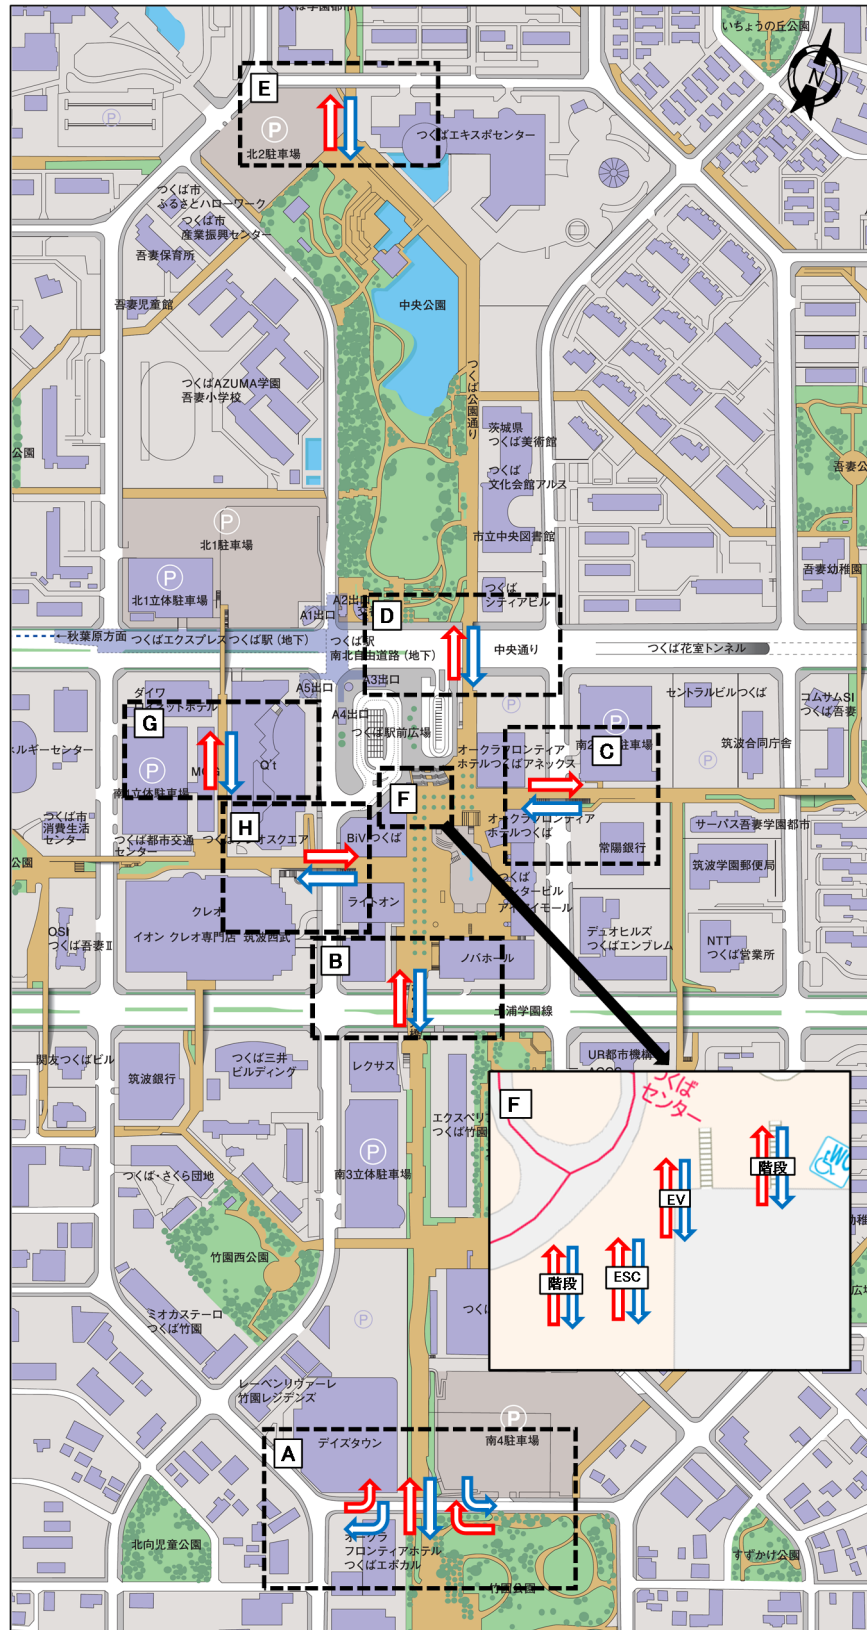 つくば学園都市
いちょうの丘公園
N
E
P
P
北2駐車場
つくばエキスポセンター
つくば市
ふるさとハローワーク
つくば市
産業振興センター
吾妻保育所
吾妻児童館
中央公園
つくば公園通り
つくばAZUMA学園
吾妻小学校
茨城県
つくば美術館
つくば
文化会館アルス
公園
吾妻公
P
北1駐車場
市立中央図書館
吾妻幼稚園
P
北1立体駐車場
A2出口
A1出口
つくば
シティアビル
D
←秋葉原方面
つくばエクスプレスつくば駅(地下)
つくば駅
南北自由通路(地下)
中央通り
つくば花室トンネル
A3出口
A5出口
A4出口
つくば駅前広場
ダイワ
ロイネットホテル
G
P
P
C
P
セントラルビルつくば
コムサムSI
つくば吾妻
筑波合同庁舎
エネルギーセンター
P
南1立体駐車場
MOG
Q't
オークラフロンティア
ホテルつくばアネックス
F
つくば市
消費生活
センター
H
つくば都市交通
センター
BiViつくば
オークラフロンティア
ホテルつくば
常陽銀行
サーパス吾妻学園都市
筑波学園郵便局
公園
クレオ
イオン クレオ専門店 筑波西武
ライトオン
つくば
センタービル
アイアイモール
デュオヒルズ
つくばエンブレム
NTT
つくば営業所
OSI
つくば吾妻Ⅱ
B
ノバホール
土浦学園線
関友つくばビル
筑波銀行
つくば三井
ビルディング
レクサス
UR都市機構
エクスペリア
つくば竹園
P
南3立体駐車場
つくば・さくら団地
F
つくば
センター
階段
EV
WC
階段
ESC
竹園西公園
ミオカステーロ
つくば竹園
P
レーベンリヴァーレ
竹園レジデンズ
A
デイズタウン
P
南4駐車場
オークラ
フロンティアホテル
つくばエポカル
北向児童公園
竹園公園
すずかけ公園